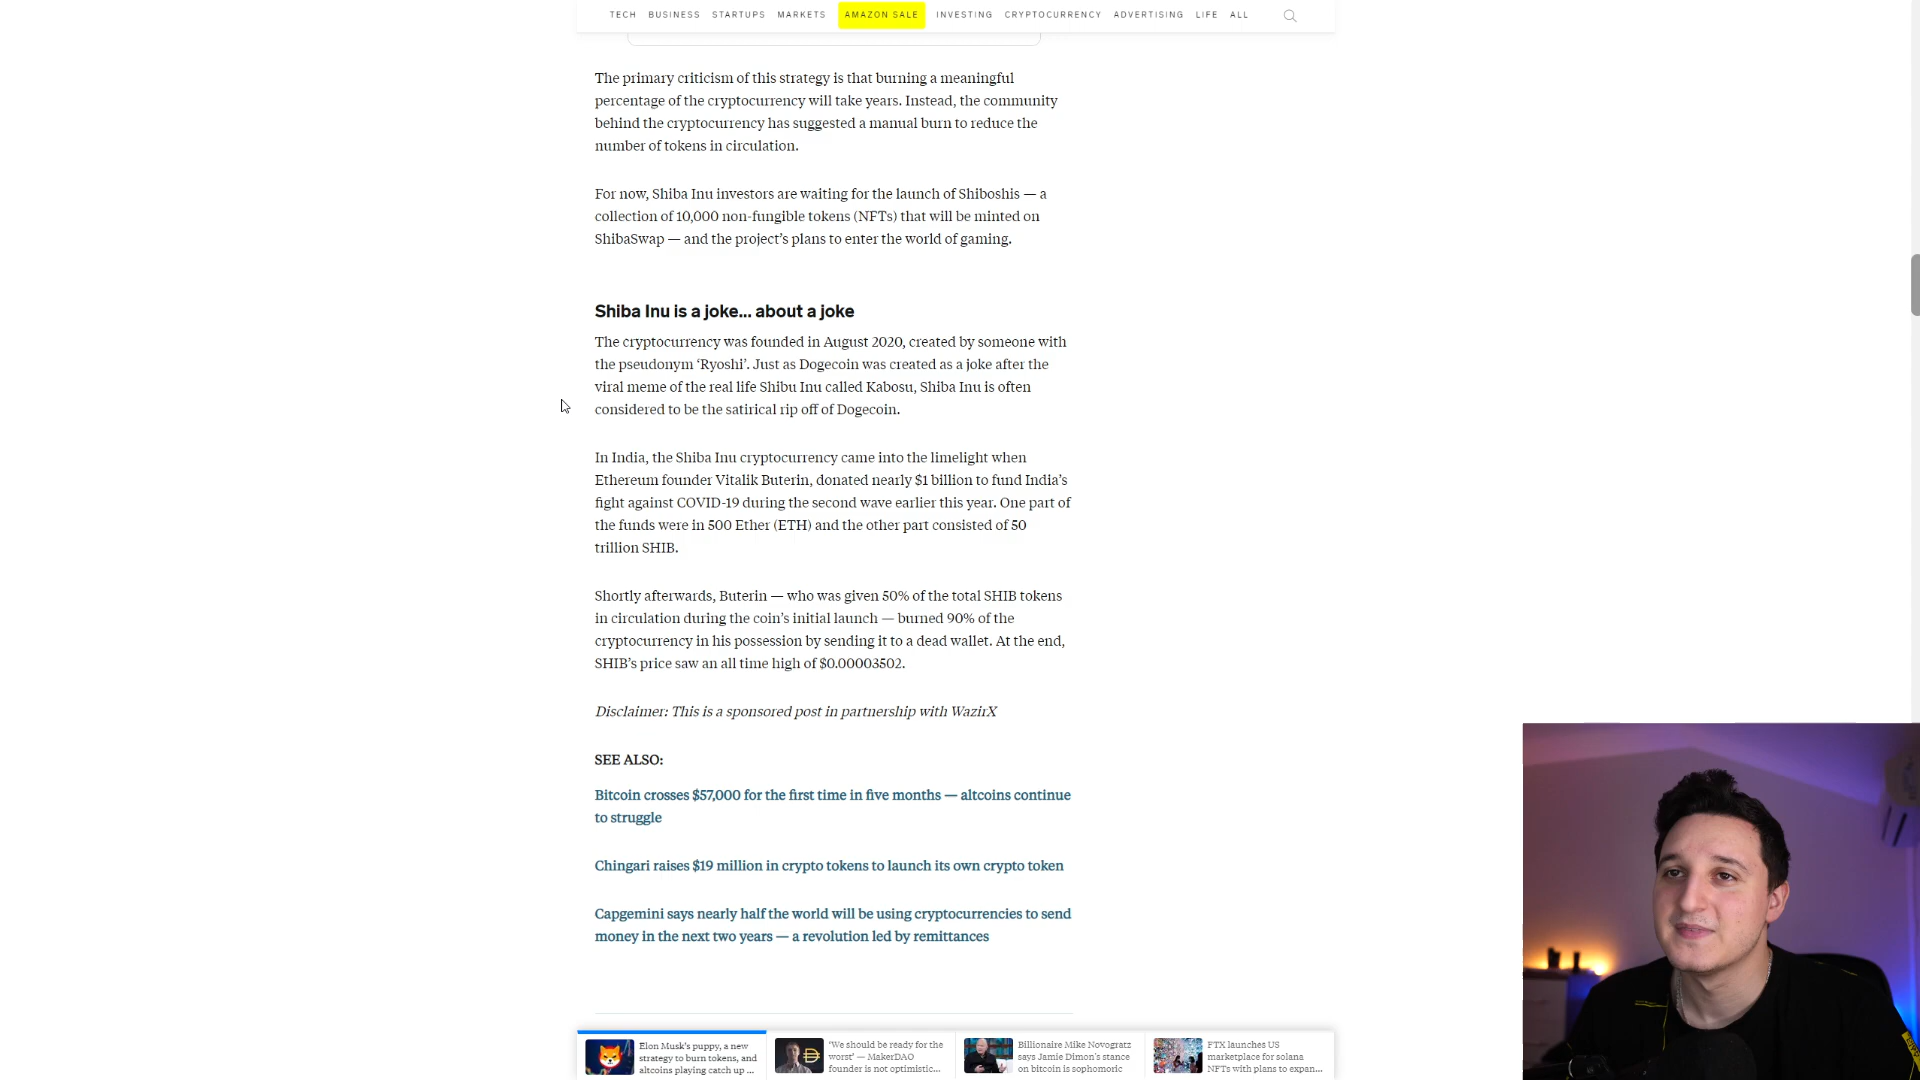 TECH BUSINESS STARTUPS MARKETS AMAZON SALE INVESTING CRYPTOCURRENCY ADVERTISING LIFE ALL
The primary criticism of this strategy is that burning a meaningful
percentage of the cryptocurrency will take years. Instead, the community
behind the cryptocurrency has suggested a manual burn to reduce the
number of tokens in circulation.
For now, Shiba Inu investors are waiting for the launch of Shiboshis — a
collection of 10,000 non-fungible tokens (NFTs) that will be minted on
ShibaSwap — and the project’s plans to enter the world of gaming.
Shiba Inu is a joke... about a joke
The cryptocurrency was founded in August 2020, created by someone with
the pseudonym ‘Ryoshi’. Just as Dogecoin was created as a joke after the
viral meme of the real life Shibu Inu called Kabosu, Shiba Inu is often
considered to be the satirical rip off of Dogecoin.
In India, the Shiba Inu cryptocurrency came into the limelight when
Ethereum founder Vitalik Buterin, donated nearly $1 billion to fund India’s
fight against COVID-19 during the second wave earlier this year. One part of
the funds were in 500 Ether (ETH) and the other part consisted of 50
trillion SHIB.
Shortly afterwards, Buterin — who was given 50% of the total SHIB tokens
in circulation during the coin’s initial launch — burned 90% of the
cryptocurrency in his possession by sending it to a dead wallet. At the end,
SHIB’s price saw an all time high of $0.00003502.
Disclaimer: This is a sponsored post in partnership with WazirX
SEE ALSO:
Bitcoin crosses $57,000 for the first time in five months — altcoins continue
to struggle
Chingari raises $19 million in crypto tokens to launch its own crypto token
Capgemini says nearly half the world will be using cryptocurrencies to send
money in the next two years — a revolution led by remittances
Elon Musk's puppy, a new
strategy to burn tokens, and
altcoins playing catch up ...
'We should be ready for the
worst' — MakerDAO
founder is not optimistic...
Billionaire Mike Novogratz
says Jamie Dimon's stance
on bitcoin is sophomoric
FTX launches US
marketplace for solana
NFTs with plans to expan...